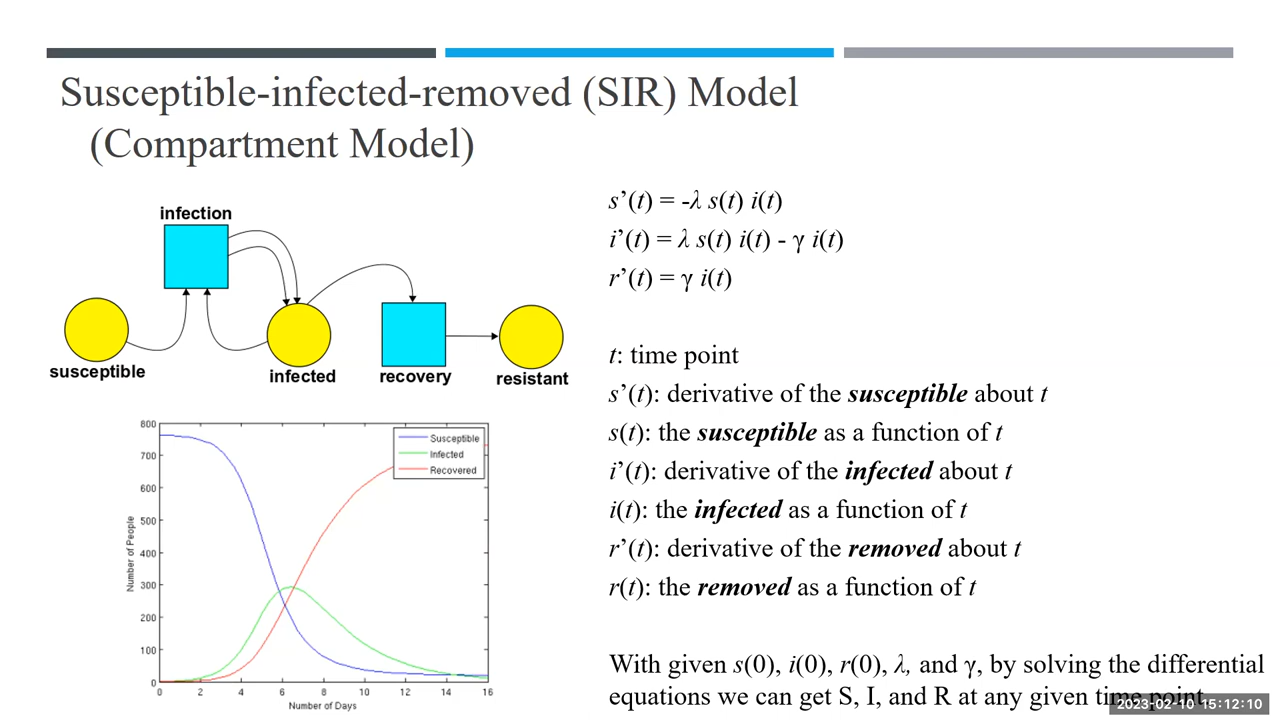 Susceptible-infected-removed (SIR) Model
(Compartment Model)
infection
susceptible
infected
recovery
resistant
s’(t) = -λ s(t) i(t)
i’(t) = λ s(t) i(t) - γ i(t)
r’(t) = γ i(t)
t: time point
s’(t): derivative of the susceptible about t
s(t): the susceptible as a function of t
i’(t): derivative of the infected about t
i(t): the infected as a function of t
r’(t): derivative of the removed about t
r(t): the removed as a function of t
With given s(0), i(0), r(0), λ, and γ, by solving the differential
equations we can get S, I, and R at any given time point.
Susceptible
Infected
Recovered
Number of People
800
700
600
500
400
300
200
100
0
0 2 4 6 8 10 12 14 16
Number of Days
2023-02-10 15:12:10